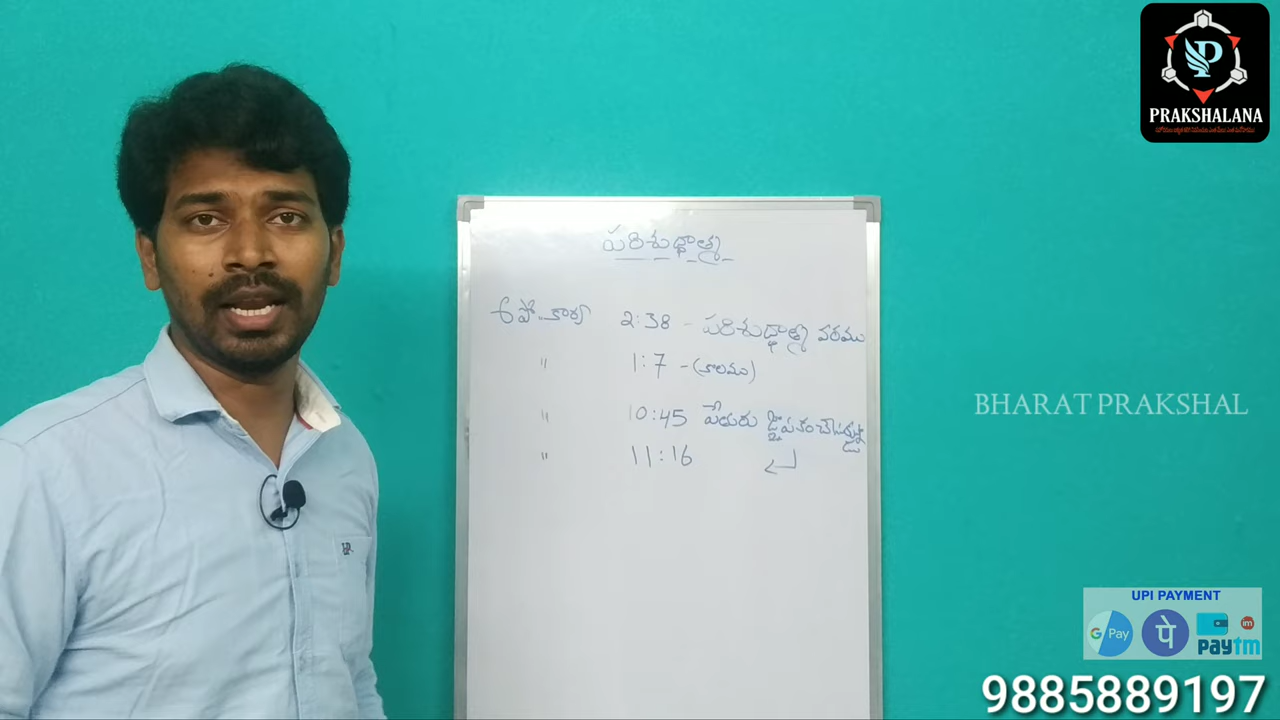 PRAKSHALANA
పరిశుద్ధాత్మ
అపో..కార్య 2:38 - పరిశుద్ధాత్మ వరము
" 1:7 - (కాలము)
" 10:45 పేతురు
" 11:16
BHARAT PRAKSHAL
UPI PAYMENT
G Pay पे paytm
9885889197